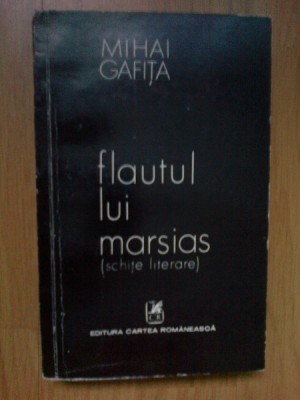 MIHAI
GAFIȚA
flautul
lui
marsias
(schițe literare)
EDITURA CARTEA ROMÂNEASCĂ